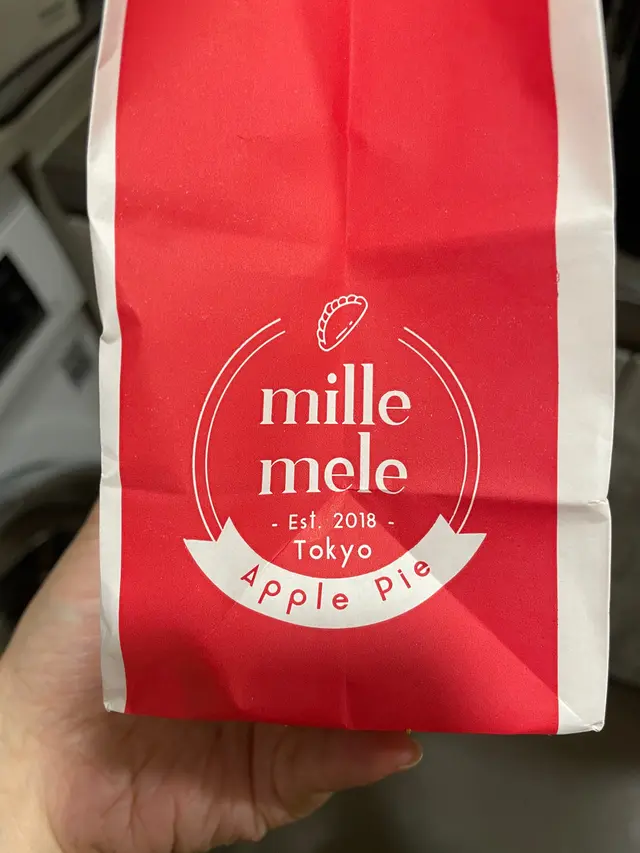 mille
mele
- Est. 2018 -
Tokyo
Apple Pie